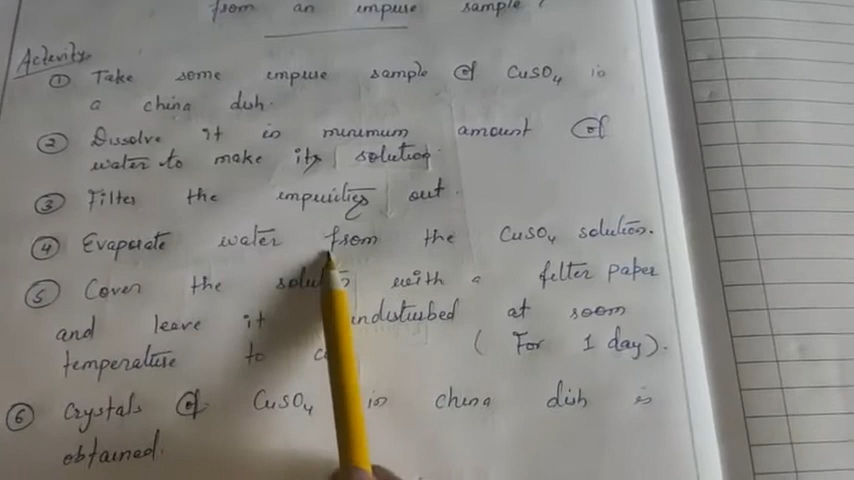 from an impure sample?
Activity
① Take some impure sample of CuSO4 in
a china dish.
② Dissolve it in minimum amount of
water to make its solution.
③ Filter the impurities out.
④ Evaporate water from the CuSO4 solution.
⑤ Cover the with a filter paper
and leave it undisturbed at room
temperature to (For 1 day).
⑥ Crystals of CuSO4 in china dish is
obtained.